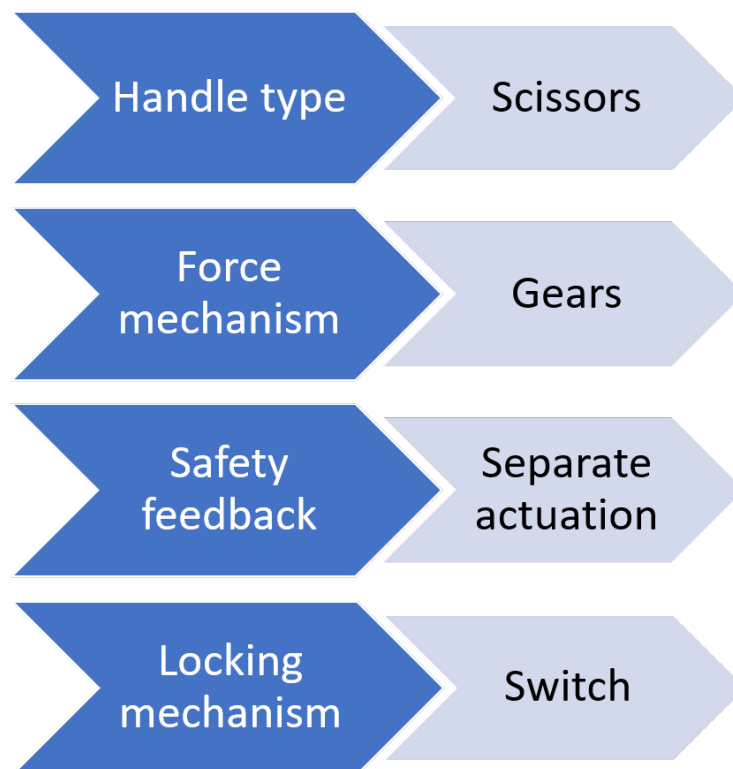 Handle type
Scissors
Force
mechanism
Gears
Safety
feedback
Separate
actuation
Locking
mechanism
Switch